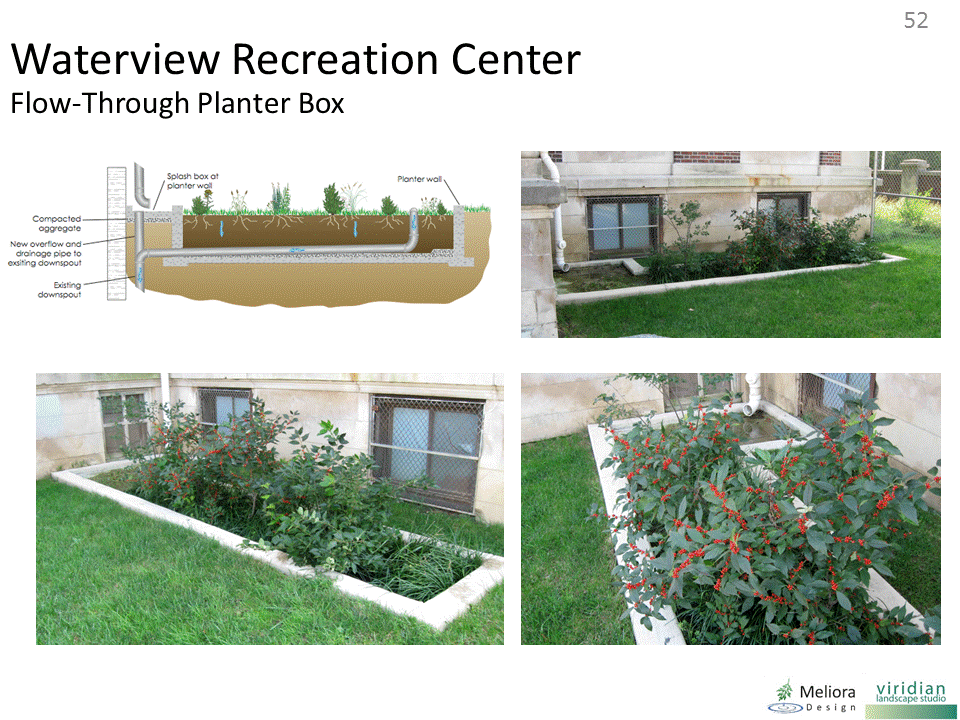 52
Waterview Recreation Center
Flow-Through Planter Box
Splash box at
planter wall
Planter wall
Compacted
aggregate
New overflow and
drainage pipe to
exsiting downspout
Existing
downspout
Meliora
Design
viridian
landscape studio